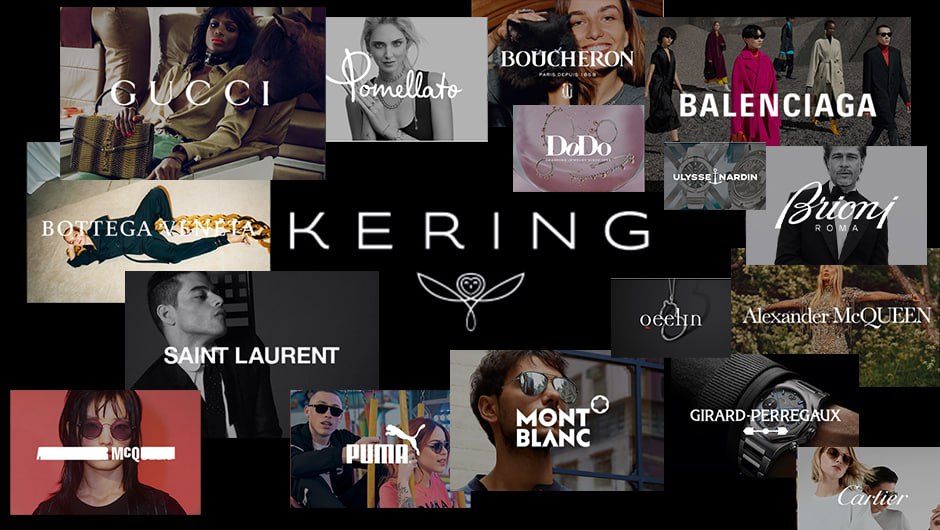 GUCCI
Pomellato
BOUCHERON
PARIS DEPUIS 1858
BALENCIAGA
DoDo
ULYSSE NARDIN
Brioni
ROMA
BOTTEGA VENETA
KERING
SAINT LAURENT
Qeelin
Alexander McQUEEN
McQ
PUMA
MONT
BLANC
GIRARD-PERREGAUX
Cartier